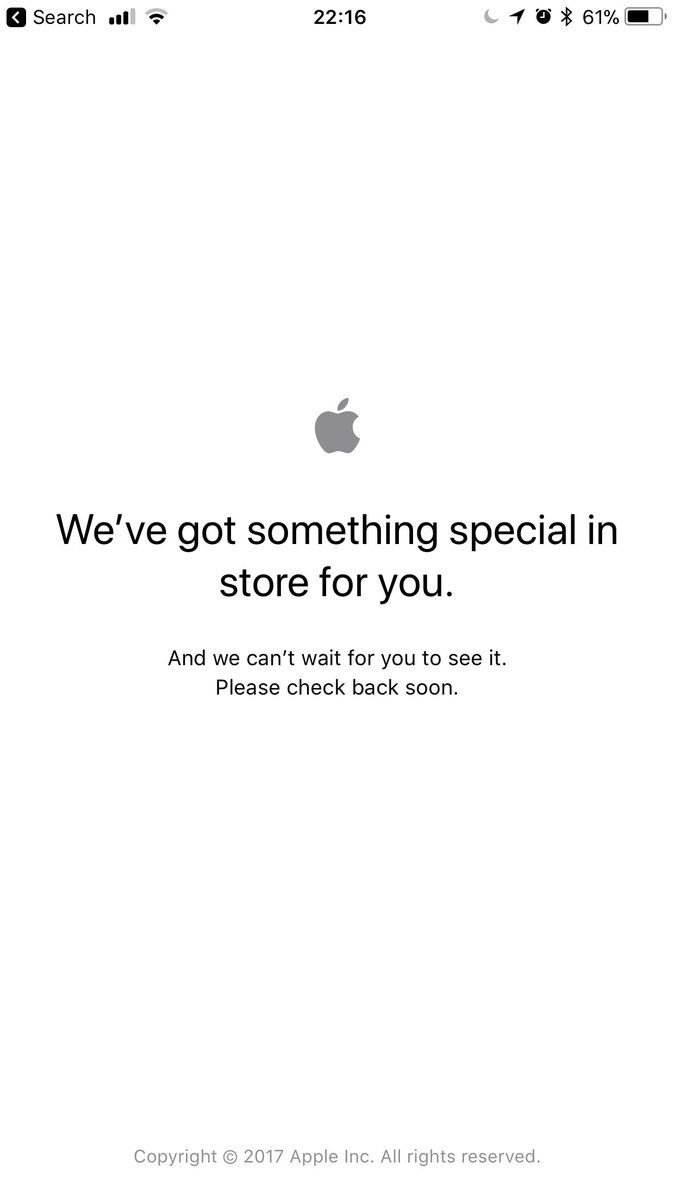 Search 22:16 61%
We’ve got something special in
store for you.
And we can’t wait for you to see it.
Please check back soon.
Copyright © 2017 Apple Inc. All rights reserved.